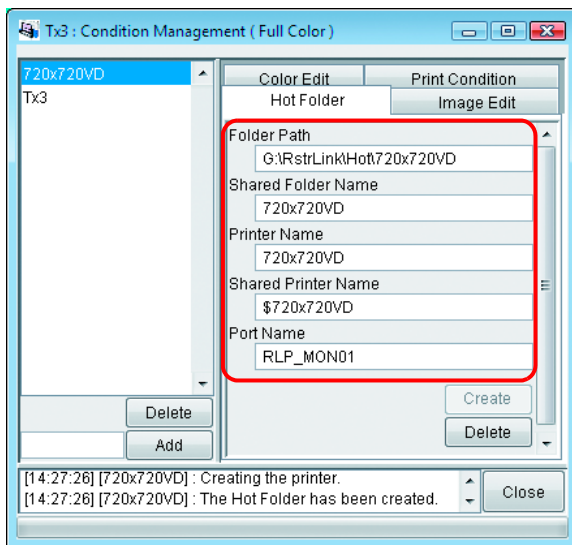 Tx3 : Condition Management ( Full Color )
720x720VD
Tx3
Delete
Add
Color Edit
Print Condition
Hot Folder
Image Edit
Folder Path
G:\RstrLink\Hot\720x720VD
Shared Folder Name
720x720VD
Printer Name
720x720VD
Shared Printer Name
$720x720VD
Port Name
RLP_MON01
Create
Delete
[14:27:26] [720x720VD] : Creating the printer.
[14:27:26] [720x720VD] : The Hot Folder has been created.
Close